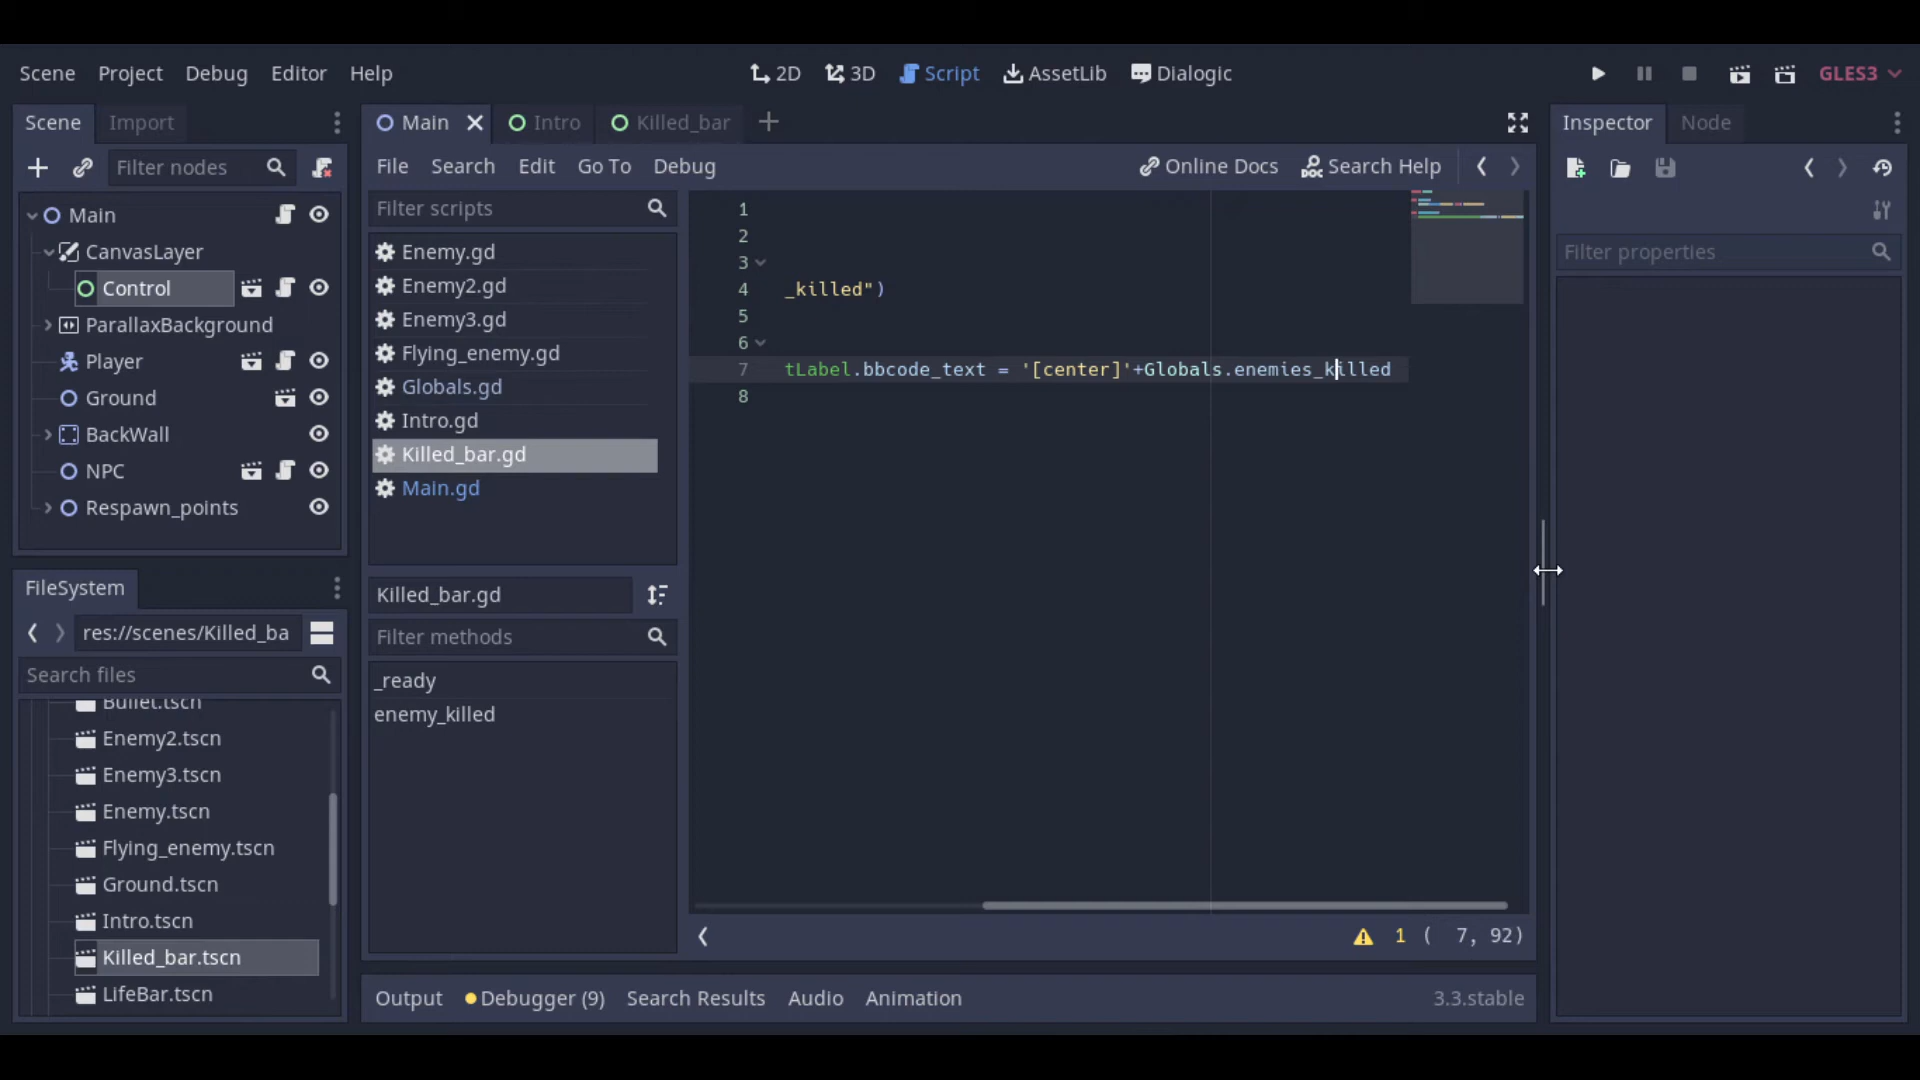 Scene Project Debug Editor Help 2D 3D Script AssetLib Dialogic GLES3
Scene Import
Filter nodes
Main
CanvasLayer
Control
ParallaxBackground
Player
Ground
BackWall
NPC
Respawn_points
FileSystem
res://scenes/Killed_ba
Search files
Bullet.tscn
Enemy2.tscn
Enemy3.tscn
Enemy.tscn
Flying_enemy.tscn
Ground.tscn
Intro.tscn
Killed_bar.tscn
LifeBar.tscn
Main Intro Killed_bar
File Search Edit Go To Debug Online Docs Search Help
Filter scripts
Enemy.gd
Enemy2.gd
Enemy3.gd
Flying_enemy.gd
Globals.gd
Intro.gd
Killed_bar.gd
Main.gd
Killed_bar.gd
Filter methods
_ready
enemy_killed
1
2
3
4 _killed")
5
6
7 tLabel.bbcode_text = '[center]'+Globals.enemies_killed
8
1 ( 7, 92)
Output Debugger (9) Search Results Audio Animation 3.3.stable
Inspector Node
Filter properties